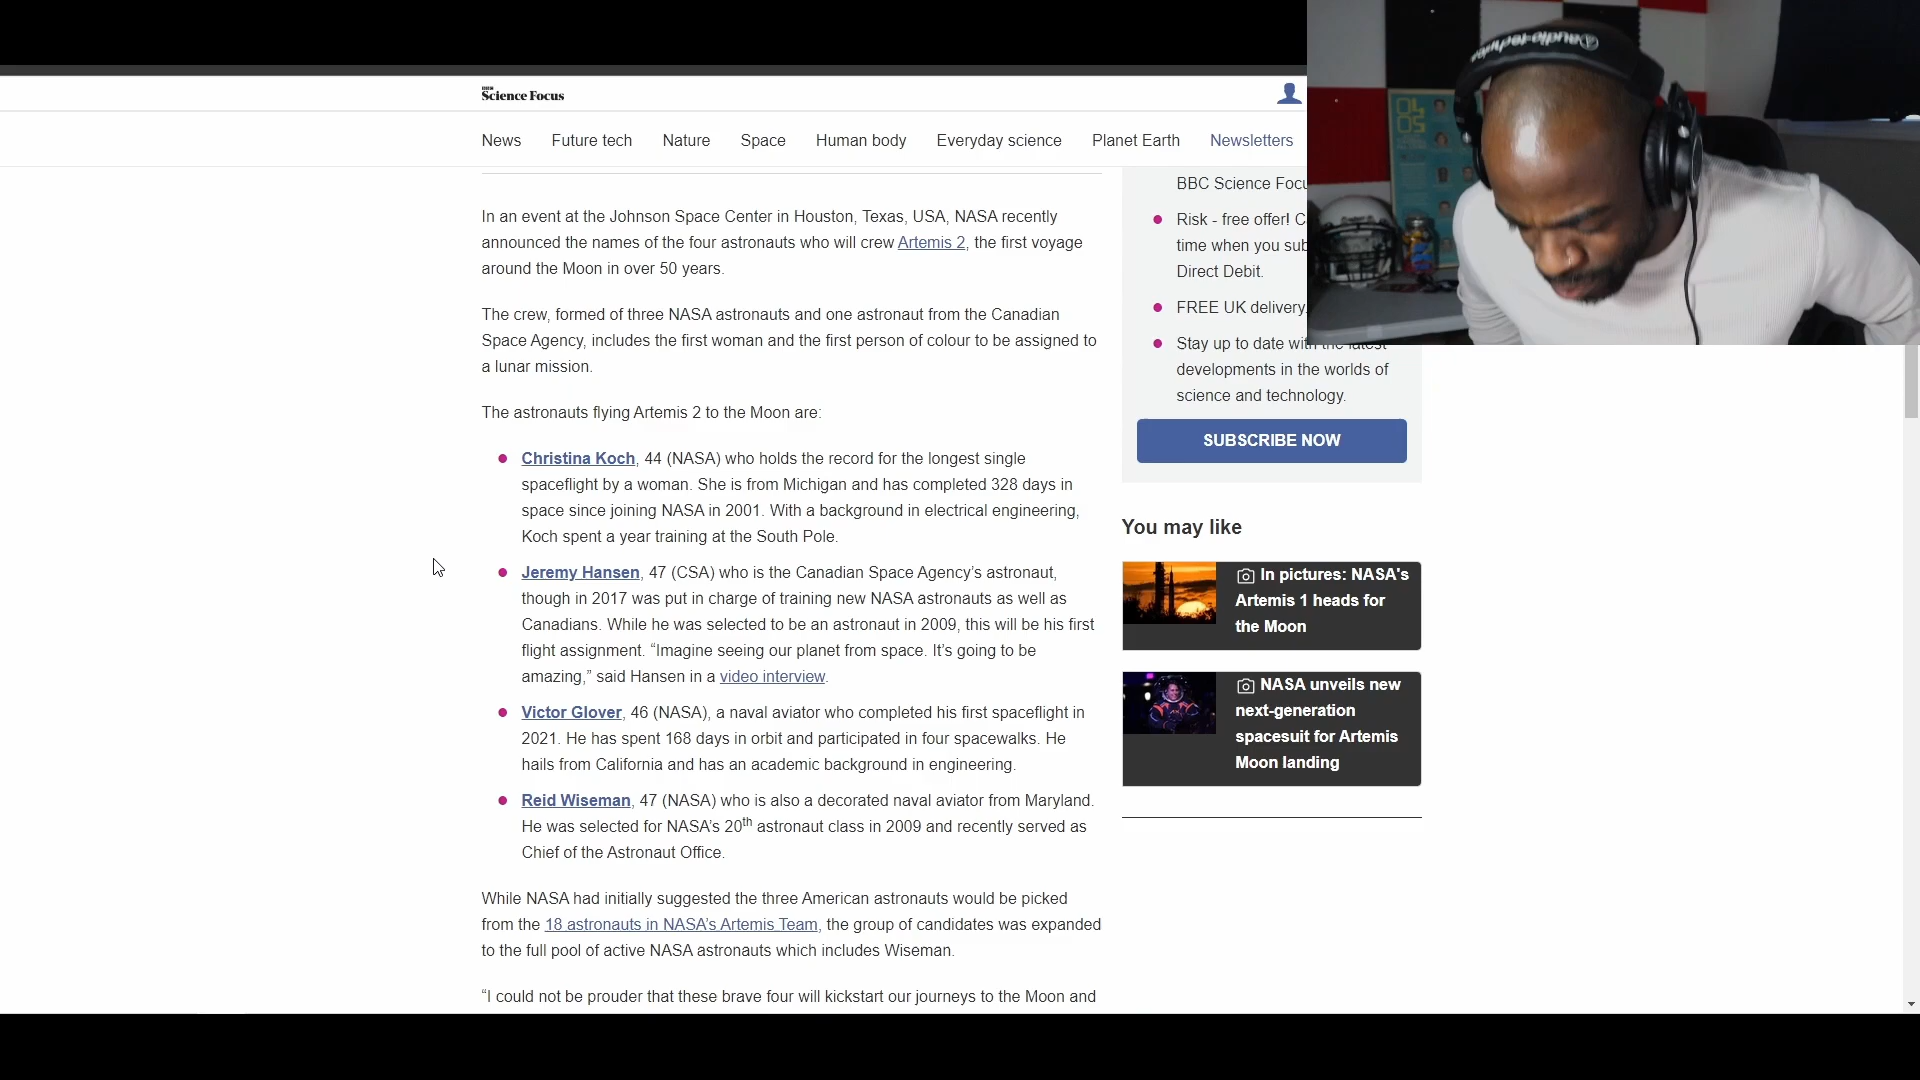 BBC
Science Focus
News Future tech Nature Space Human body Everyday science Planet Earth Newsletters
In an event at the Johnson Space Center in Houston, Texas, USA, NASA recently
announced the names of the four astronauts who will crew Artemis 2, the first voyage
around the Moon in over 50 years.
The crew, formed of three NASA astronauts and one astronaut from the Canadian
Space Agency, includes the first woman and the first person of colour to be assigned to
a lunar mission.
The astronauts flying Artemis 2 to the Moon are:
Christina Koch, 44 (NASA) who holds the record for the longest single
spaceflight by a woman. She is from Michigan and has completed 328 days in
space since joining NASA in 2001. With a background in electrical engineering,
Koch spent a year training at the South Pole.
Jeremy Hansen, 47 (CSA) who is the Canadian Space Agency’s astronaut,
though in 2017 was put in charge of training new NASA astronauts as well as
Canadians. While he was selected to be an astronaut in 2009, this will be his first
flight assignment. “Imagine seeing our planet from space. It’s going to be
amazing,” said Hansen in a video interview.
Victor Glover, 46 (NASA), a naval aviator who completed his first spaceflight in
2021. He has spent 168 days in orbit and participated in four spacewalks. He
hails from California and has an academic background in engineering.
Reid Wiseman, 47 (NASA) who is also a decorated naval aviator from Maryland.
He was selected for NASA’s 20th astronaut class in 2009 and recently served as
Chief of the Astronaut Office.
While NASA had initially suggested the three American astronauts would be picked
from the 18 astronauts in NASA’s Artemis Team, the group of candidates was expanded
to the full pool of active NASA astronauts which includes Wiseman.
“I could not be prouder that these brave four will kickstart our journeys to the Moon and
BBC Science
Risk - free offer!
time when you
Direct Debit.
FREE UK delivery.
Stay up to date with the latest
developments in the worlds of
science and technology.
SUBSCRIBE NOW
You may like
In pictures: NASA's
Artemis 1 heads for
the Moon
NASA unveils new
next-generation
spacesuit for Artemis
Moon landing
audio-technica